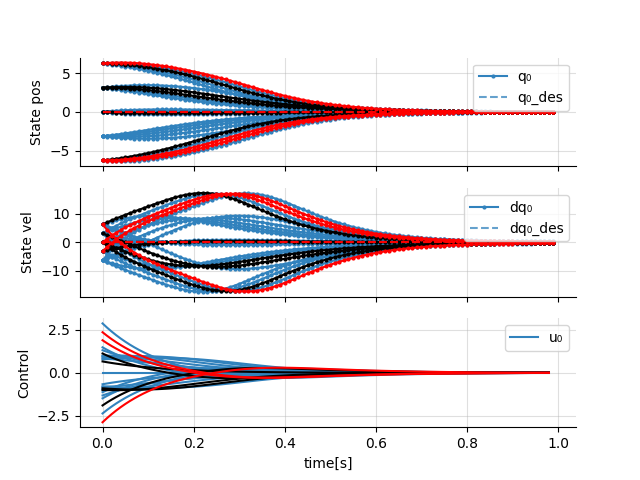 State pos
5
0
−5
q₀
q₀_des
State vel
10
0
−10
dq₀
dq₀_des
Control
2.5
0.0
−2.5
u₀
0.0 0.2 0.4 0.6 0.8 1.0
time[s]